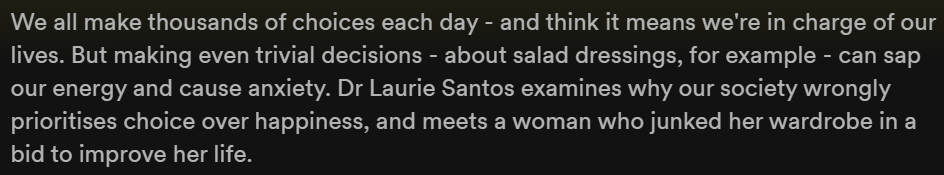 We all make thousands of choices each day - and think it means we're in charge of our
lives. But making even trivial decisions - about salad dressings, for example - can sap
our energy and cause anxiety. Dr Laurie Santos examines why our society wrongly
prioritises choice over happiness, and meets a woman who junked her wardrobe in a
bid to improve her life.